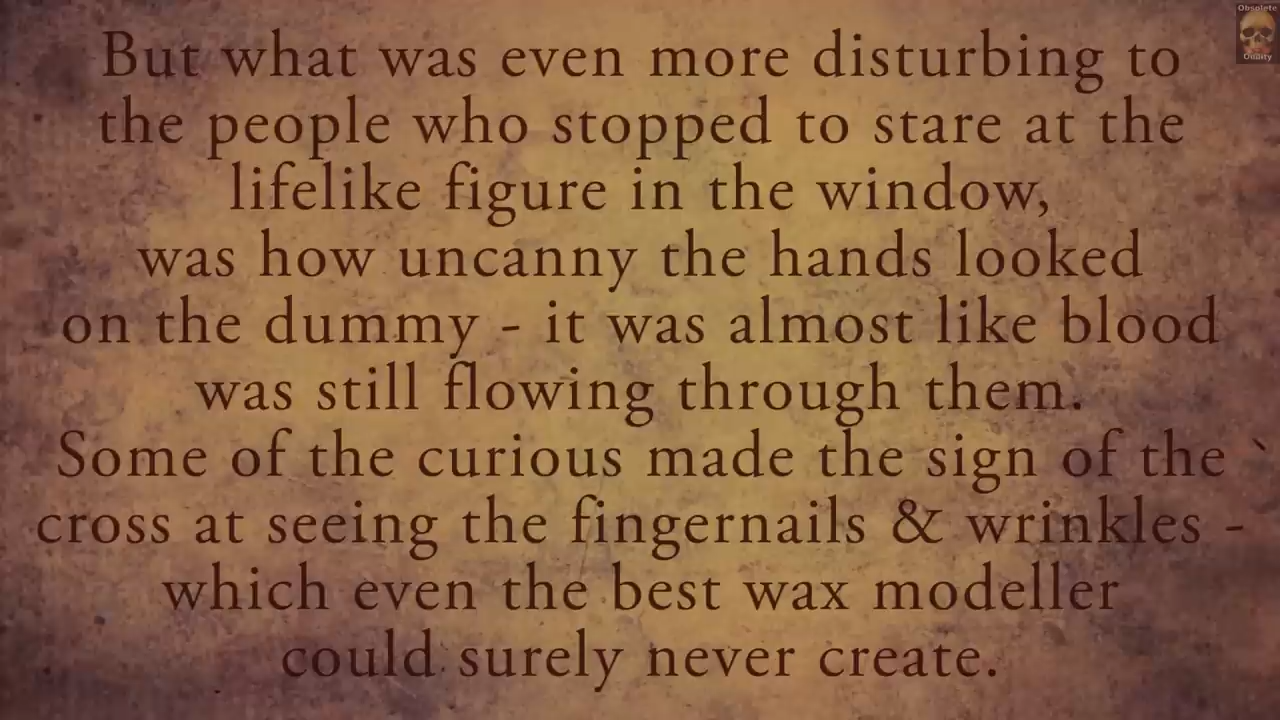 Obsolete
Oddity
But what was even more disturbing to
the people who stopped to stare at the
lifelike figure in the window,
was how uncanny the hands looked
on the dummy - it was almost like blood
was still flowing through them.
Some of the curious made the sign of the `
cross at seeing the fingernails & wrinkles -
which even the best wax modeller
could surely never create.